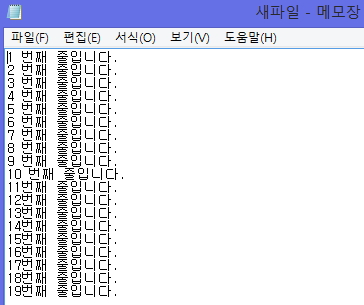 새파일 - 메모장
파일(F) 편집(E) 서식(O) 보기(V) 도움말(H)
1 번째 줄입니다.
2 번째 줄입니다.
3 번째 줄입니다.
4 번째 줄입니다.
5 번째 줄입니다.
6 번째 줄입니다.
7 번째 줄입니다.
8 번째 줄입니다.
9 번째 줄입니다.
10 번째 줄입니다.
11번째 줄입니다.
12번째 줄입니다.
13번째 줄입니다.
14번째 줄입니다.
15번째 줄입니다.
16번째 줄입니다.
17번째 줄입니다.
18번째 줄입니다.
19번째 줄입니다.